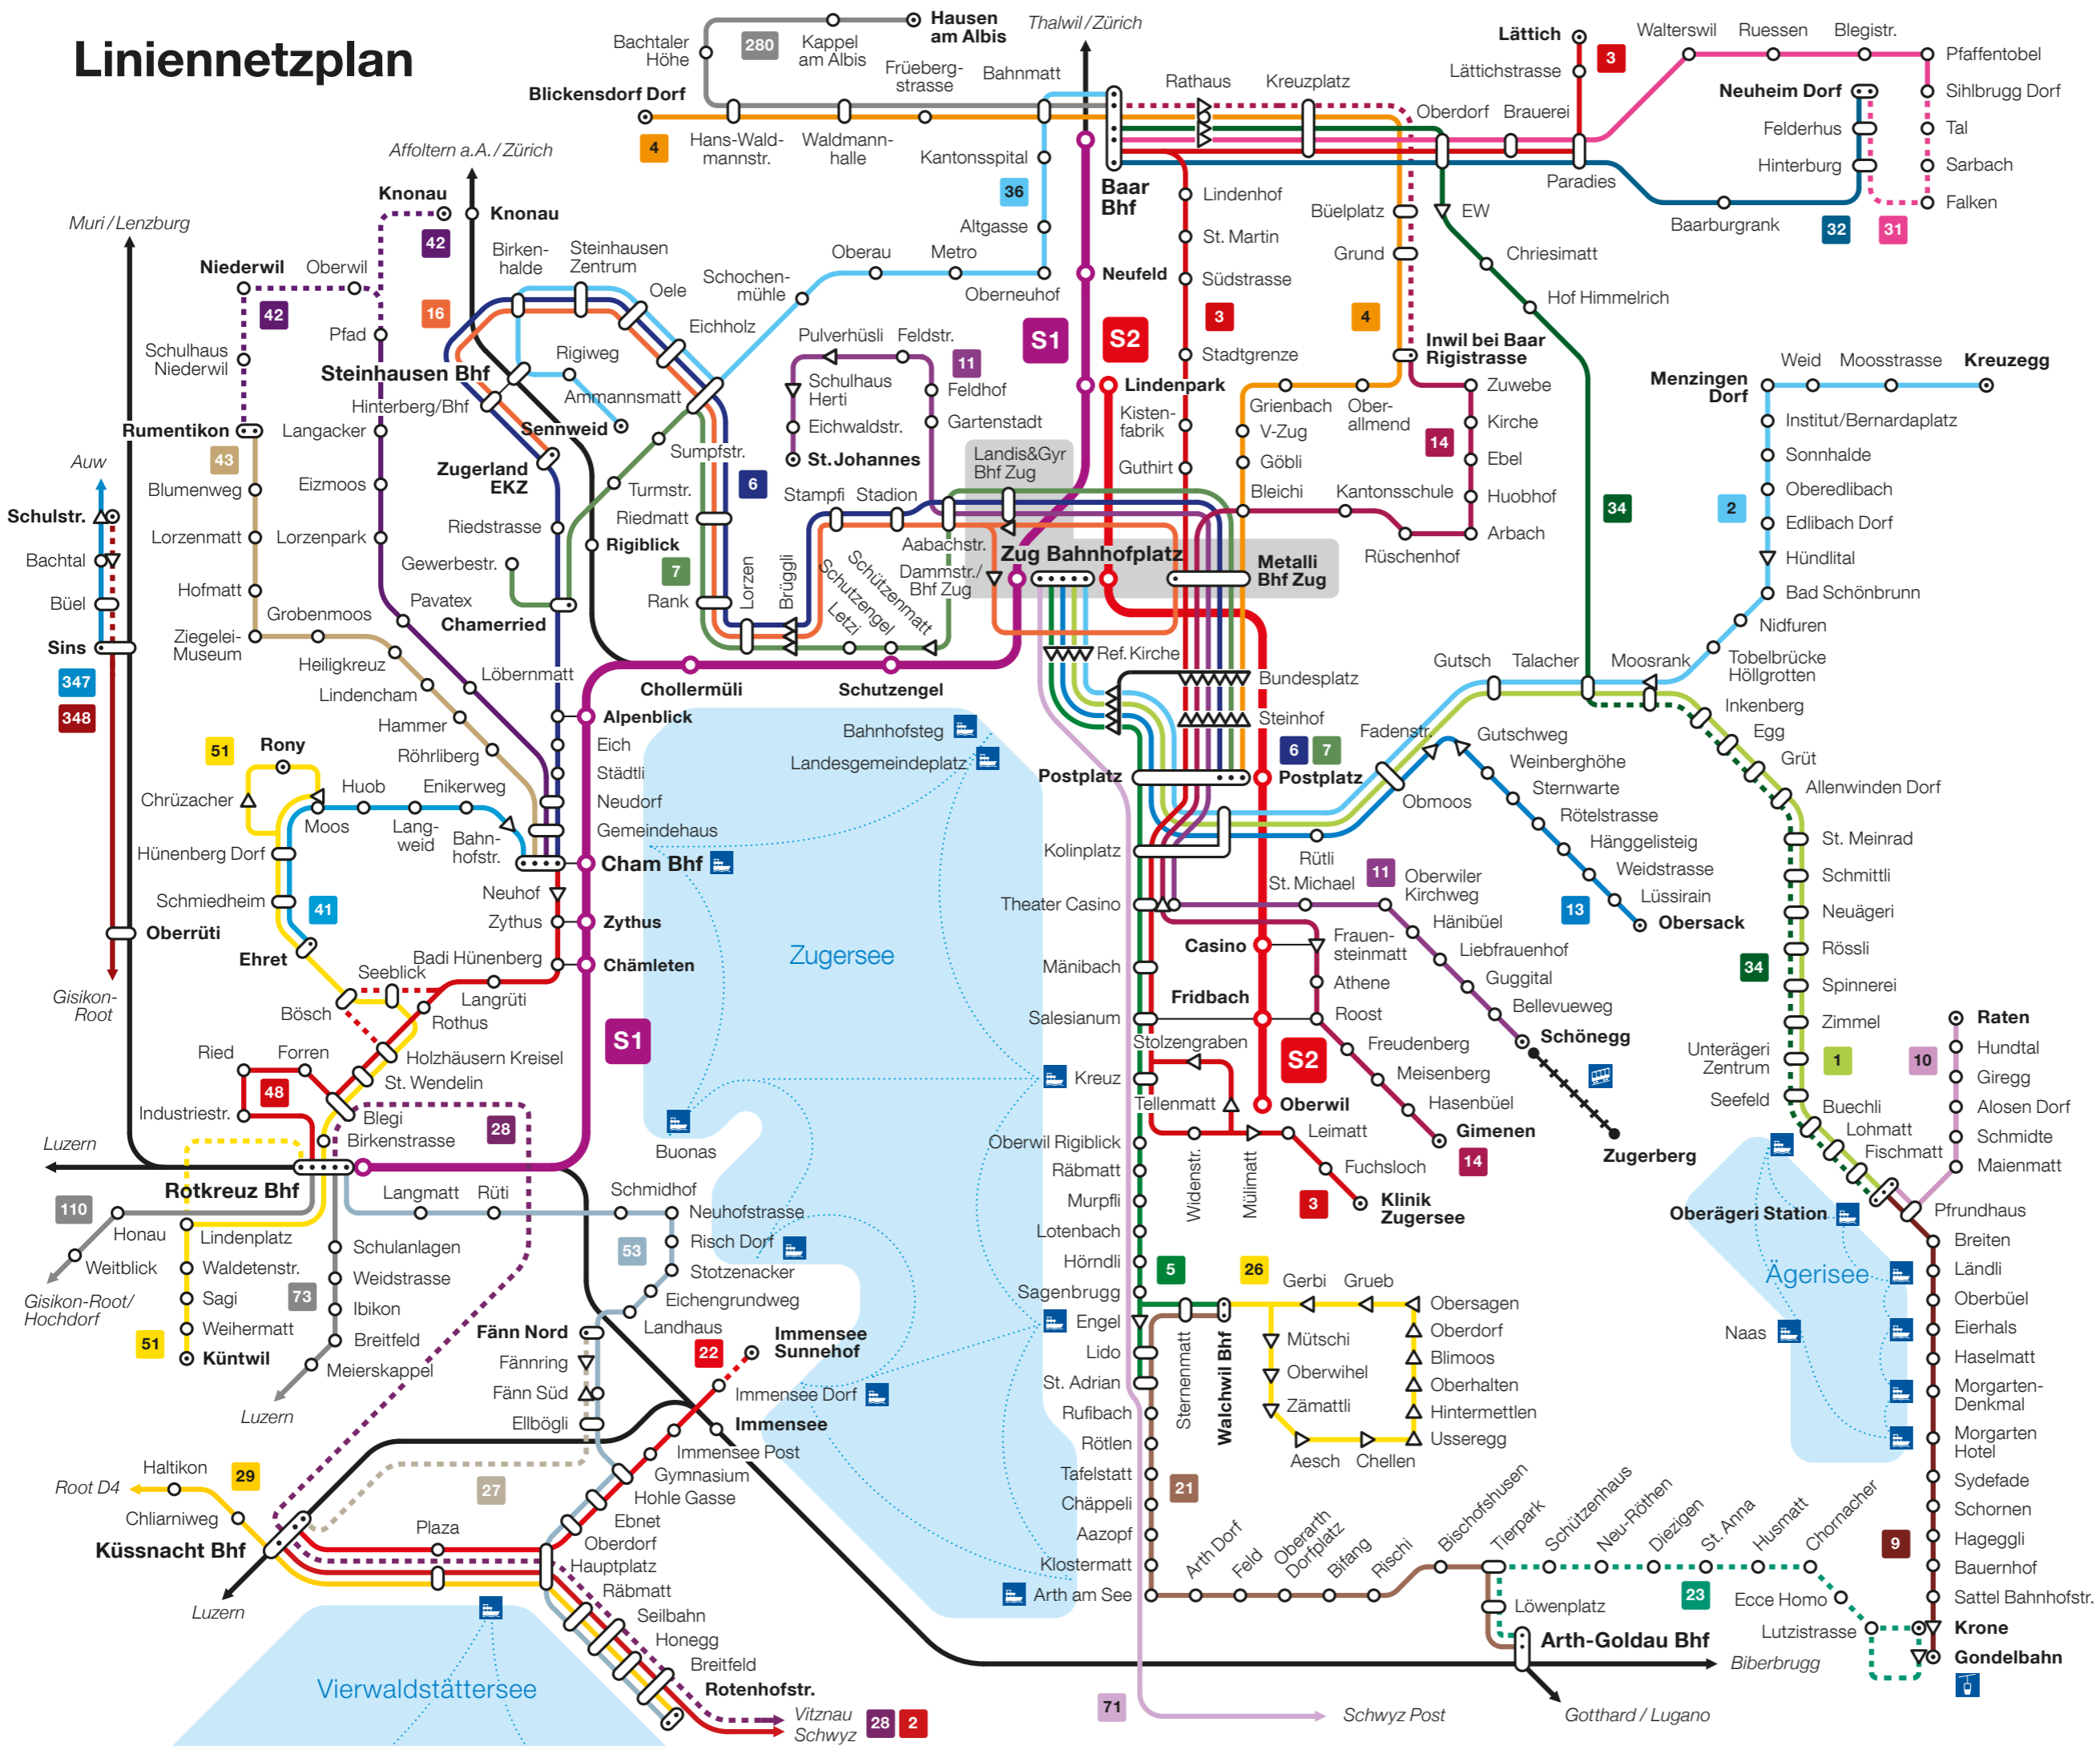 Liniennetzplan
Hausen
am Albis
Kappel
am Albis
280
Bachtaler
Höhe
Thalwil/Zürich
Früeberg-
strasse
Bahnmatt
Blickensdorf Dorf
4
Hans-Wald-
mannstr.
Waldmann-
halle
Kantonsspital
36
Altgasse
Oberneuhof
Metro
Oberau
Schochen-
mühle
Rathaus
Kreuzplatz
Oberdorf
Brauerei
Lättich
Lättichstrasse
3
Paradies
Walterswil
Ruessen
Blegistr.
Pfaffentobel
Sihlbrugg Dorf
Tal
Sarbach
Falken
Neuheim Dorf
Felderhus
Hinterburg
Baarburgrank
32
31
Baar
Bhf
Lindenhof
St. Martin
Südstrasse
3
Stadtgrenze
Neufeld
S1
S2
Lindenpark
Kisten-
fabrik
Guthirt
Büelplatz
Grund
4
EW
Chriesimatt
Hof Himmelrich
Inwil bei Baar
Rigistrasse
Zuwebe
Kirche
14
Ebel
Huobhof
Arbach
Rüschenhof
Kantonsschule
Bleichi
Göbli
V-Zug
Grienbach
Ober-
allmend
34
Affoltern a.A./Zürich
Knonau
Knonau
42
Muri/Lenzburg
Niederwil
Oberwil
42
Pfad
Schulhaus
Niederwil
Rumentikon
43
Langacker
Blumenweg
Eizmoos
Lorzenmatt
Lorzenpark
Hofmatt
Grobenmoos
Ziegelei-
Museum
Heiligkreuz
Lindencham
Hammer
Röhrliberg
Pavatex
Löbernmatt
Auw
Schulstr.
Bachtal
Büel
Sins
347
348
Oberrüti
Gisikon-
Root
Birken-
halde
Steinhausen
Zentrum
16
Oele
Eichholz
Rigiweg
Steinhausen Bhf
Hinterberg/Bhf
Ammannsmatt
Sennweid
Zugerland
EKZ
Riedstrasse
Sumpfstr.
Turmstr.
Riedmatt
Rigiblick
Gewerbestr.
Chamerried
7
Rank
6
Lorzen
Brüggli
Letzi
Schutzengel
Schützenmatt
Stampfi
Stadion
Aabachstr.
Pulverhüsli
Feldstr.
11
Schulhaus
Herti
Feldhof
Eichwaldstr.
Gartenstadt
St.Johannes
Landis&Gyr
Bhf Zug
Zug Bahnhofplatz
Dammstr./
Bhf Zug
Metalli
Bhf Zug
Menzingen
Dorf
Weid
Moosstrasse
Kreuzegg
Institut/Bernardaplatz
Sonnhalde
Oberedlibach
2
Edlibach Dorf
Hündlital
Bad Schönbrunn
Nidfuren
Tobelbrücke
Höllgrotten
Moosrank
Talacher
Gutsch
Inkenberg
Egg
Grüt
Allenwinden Dorf
St. Meinrad
Schmittli
Neuägeri
Rössli
34
Spinnerei
Zimmel
Unterägeri
Zentrum
1
Seefeld
Buechli
Lohmatt
Fischmatt
Raten
Hundtal
10
Giregg
Alosen Dorf
Schmidte
Maienmatt
Chollermüli
Schutzengel
Ref. Kirche
Bundesplatz
Steinhof
6
7
Postplatz
Postplatz
Kolinplatz
Fadenstr.
Gutschweg
Weinberghöhe
Sternwarte
Rötelstrasse
Hänggelisteig
Weidstrasse
Lüssirain
Obersack
13
Obmoos
Rütli
Alpenblick
Eich
Städtli
Neudorf
Gemeindehaus
Cham Bhf
Neuhof
Zythus
Zythus
Chämleten
51
Rony
Chrüzacher
Moos
Huob
Lang-
weid
Enikerweg
Bahn-
hofstr.
Hünenberg Dorf
Schmiedheim
41
Ehret
Seeblick
Bösch
Badi Hünenberg
Langrüti
Rothus
Holzhäusern Kreisel
St. Wendelin
Ried
Forren
48
Industriestr.
Blegi
Birkenstrasse
28
S1
Bahnhofsteg
Landesgemeindeplatz
Zugersee
Buonas
Theater Casino
St. Michael
11
Oberwiler
Kirchweg
Hänibüel
Liebfrauenhof
Guggital
Bellevueweg
Schönegg
Zugerberg
Casino
Frauen-
steinmatt
Athene
Roost
Freudenberg
Meisenberg
Hasenbüel
Gimenen
14
Mänibach
Salesianum
Fridbach
Stolzengraben
S2
Kreuz
Tellenmatt
Oberwil
Leimatt
Fuchsloch
3
Klinik
Zugersee
Widenstr.
Mülimatt
Oberwil Rigiblick
Räbmatt
Murpfli
Lotenbach
Hörndli
Sagenbrugg
5
Engel
Lido
St. Adrian
Rufibach
Rötlen
Tafelstatt
Chäppeli
Aazopf
Klostermatt
Arth am See
21
Sternenmatt
Walchwil Bhf
26
Gerbi
Grueb
Obersagen
Oberdorf
Blimoos
Oberhalten
Hintermettlen
Usseregg
Chellen
Aesch
Zämattli
Oberwihel
Mütschi
Luzern
Rotkreuz Bhf
110
Honau
Weitblick
Gisikon-Root/
Hochdorf
Lindenplatz
Waldetenstr.
Sagi
Weihermatt
51
Küntwil
Schulanlagen
Weidstrasse
73
Ibikon
Breitfeld
Meierskappel
Luzern
Langmatt
Rüti
Schmidhof
Neuhofstrasse
53
Risch Dorf
Stotzenacker
Eichengrundweg
Landhaus
Fänn Nord
Fännring
Fänn Süd
Ellbögli
27
22
Immensee
Sunnehof
Immensee Dorf
Immensee
Immensee Post
Gymnasium
Hohle Gasse
Ebnet
Oberdorf
Hauptplatz
Räbmatt
Seilbahn
Honegg
Breitfeld
Rotenhofstr.
Haltikon
29
Root D4
Chliarniweg
Küssnacht Bhf
Plaza
Luzern
Vierwaldstättersee
Vitznau
Schwyz
28
2
Oberägeri Station
Pfrundhaus
Breiten
Ländli
Oberbüel
Eierhals
Haselmatt
Morgarten-
Denkmal
Morgarten
Hotel
Sydefade
Schornen
9
Hageggli
Bauernhof
Sattel Bahnhofstr.
Krone
Gondelbahn
Ägerisee
Naas
Arth Dorf
Feld
Oberarth
Dorfplatz
Bifang
Rischi
Bischofshusen
Tierpark
Schützenhaus
Neu-Röthen
Diezigen
St. Anna
Husmatt
Chornacher
23
Ecce Homo
Lutzistrasse
Löwenplatz
Arth-Goldau Bhf
Biberbrugg
Gotthard / Lugano
71
Schwyz Post